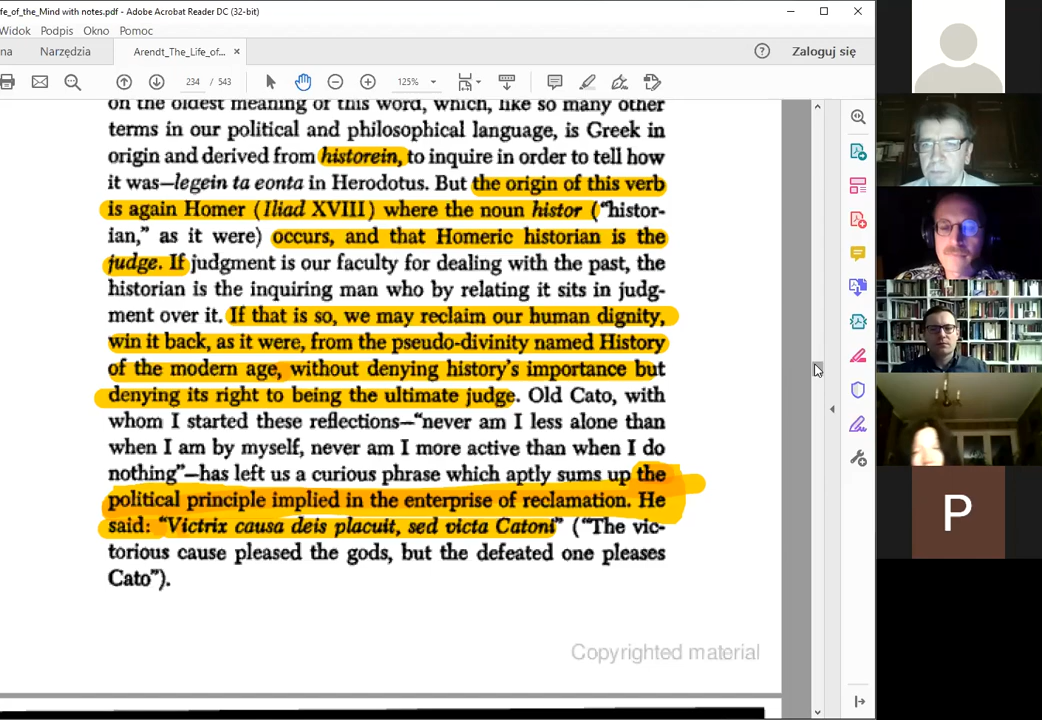 ife_of_the_Mind with notes.pdf - Adobe Acrobat Reader DC (32-bit)
Widok Podpis Okno Pomoc
na Narzędzia Arendt_The_Life_of... × Zaloguj się
234 / 543 125%
on the oldest meaning of this word, which, like so many other
terms in our political and philosophical language, is Greek in
origin and derived from historein, to inquire in order to tell how
it was—legein ta eonta in Herodotus. But the origin of this verb
is again Homer (Iliad XVIII) where the noun histor ("histor-
ian," as it were) occurs, and that Homeric historian is the
judge. If judgment is our faculty for dealing with the past, the
historian is the inquiring man who by relating it sits in judg-
ment over it. If that is so, we may reclaim our human dignity,
win it back, as it were, from the pseudo-divinity named History
of the modern age, without denying history's importance but
denying its right to being the ultimate judge. Old Cato, with
whom I started these reflections—"never am I less alone than
when I am by myself, never am I more active than when I do
nothing"—has left us a curious phrase which aptly sums up the
political principle implied in the enterprise of reclamation. He
said: "Victrix causa deis placuit, sed victa Catoni" ("The vic-
torious cause pleased the gods, but the defeated one pleases
Cato").
Copyrighted material
P